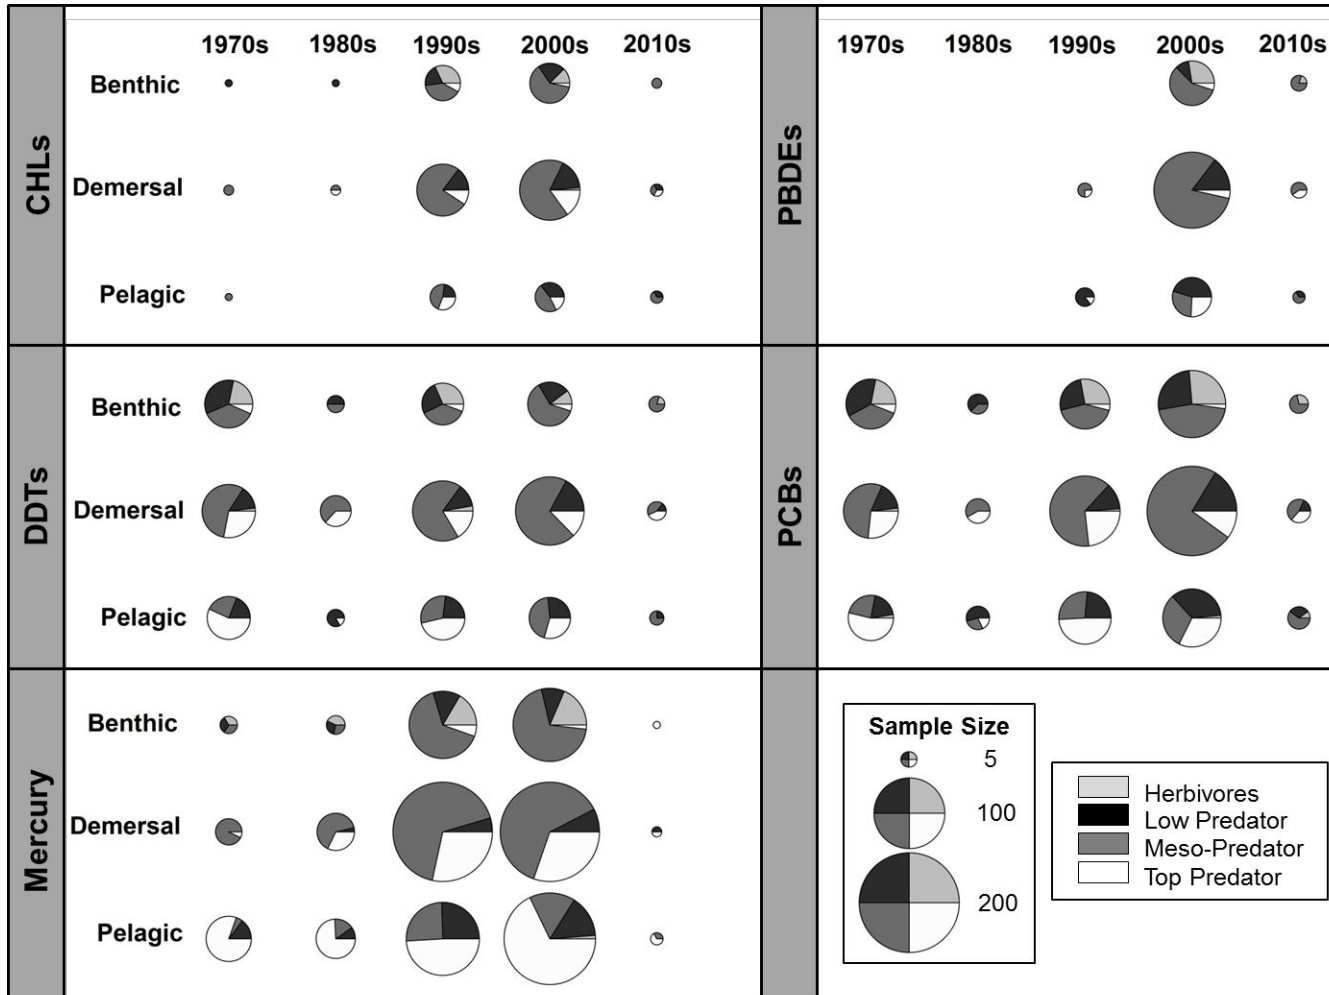 1970s 1980s 1990s 2000s 2010s
CHLs
Benthic
Demersal
Pelagic
1970s 1980s 1990s 2000s 2010s
PBDEs
DDTs
Benthic
Demersal
Pelagic
PCBs
Mercury
Benthic
Demersal
Pelagic
Sample Size
5
100
200
Herbivores
Low Predator
Meso-Predator
Top Predator